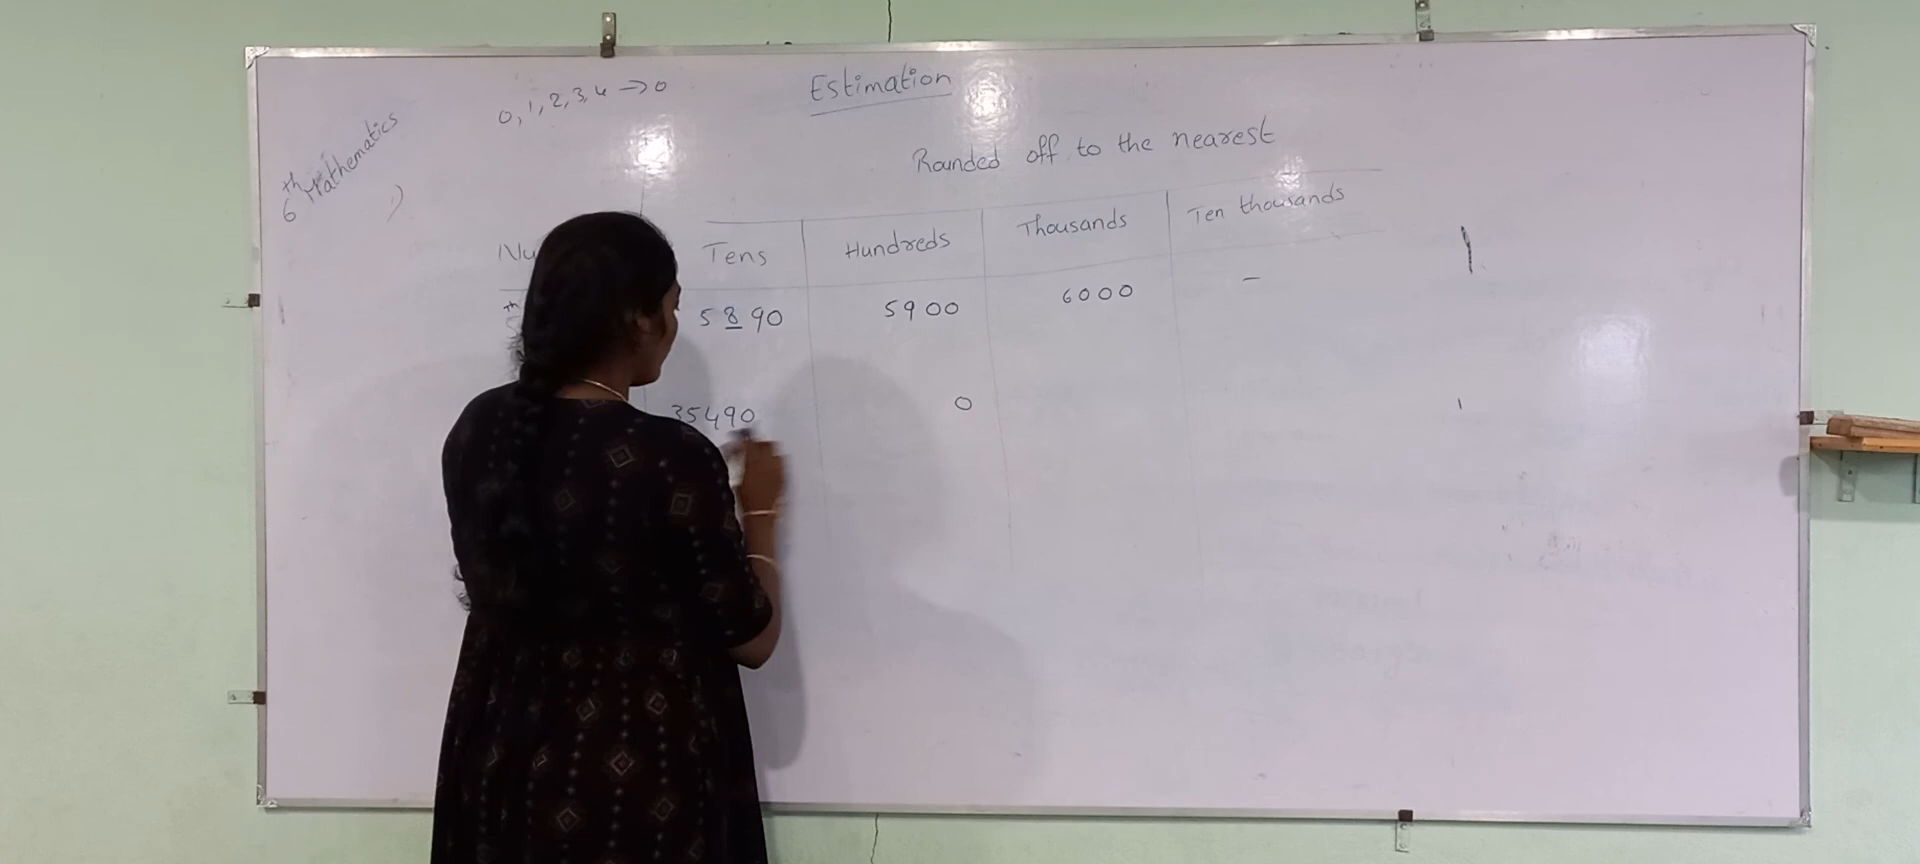 0, 1, 2, 3, 4 → 0
Estimation
6th Mathematics
Rounded off to the nearest
Tens Hundreds Thousands Ten thousands
5890 5900 6000 –
35490 0